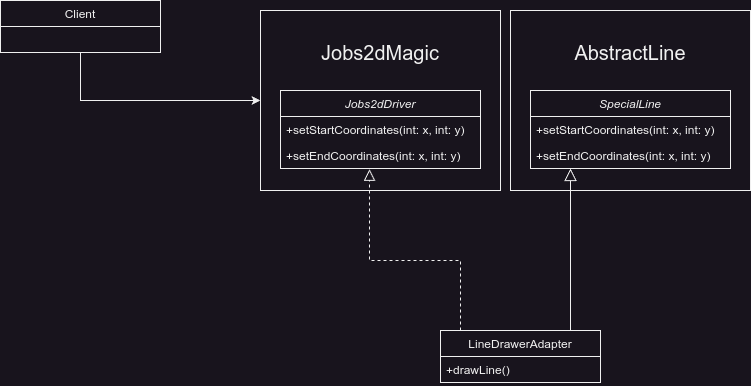 Client
Jobs2dMagic
Jobs2dDriver
+setStartCoordinates(int: x, int: y)
+setEndCoordinates(int: x, int: y)
AbstractLine
SpecialLine
+setStartCoordinates(int: x, int: y)
+setEndCoordinates(int: x, int: y)
LineDrawerAdapter
+drawLine()